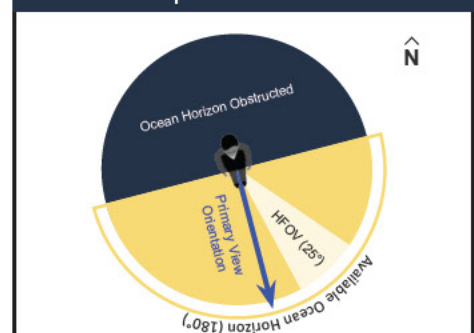 N
Ocean Horizon Obstructed
Primary View
Orientation
HFOV (25°)
Available Ocean Horizon (180°)